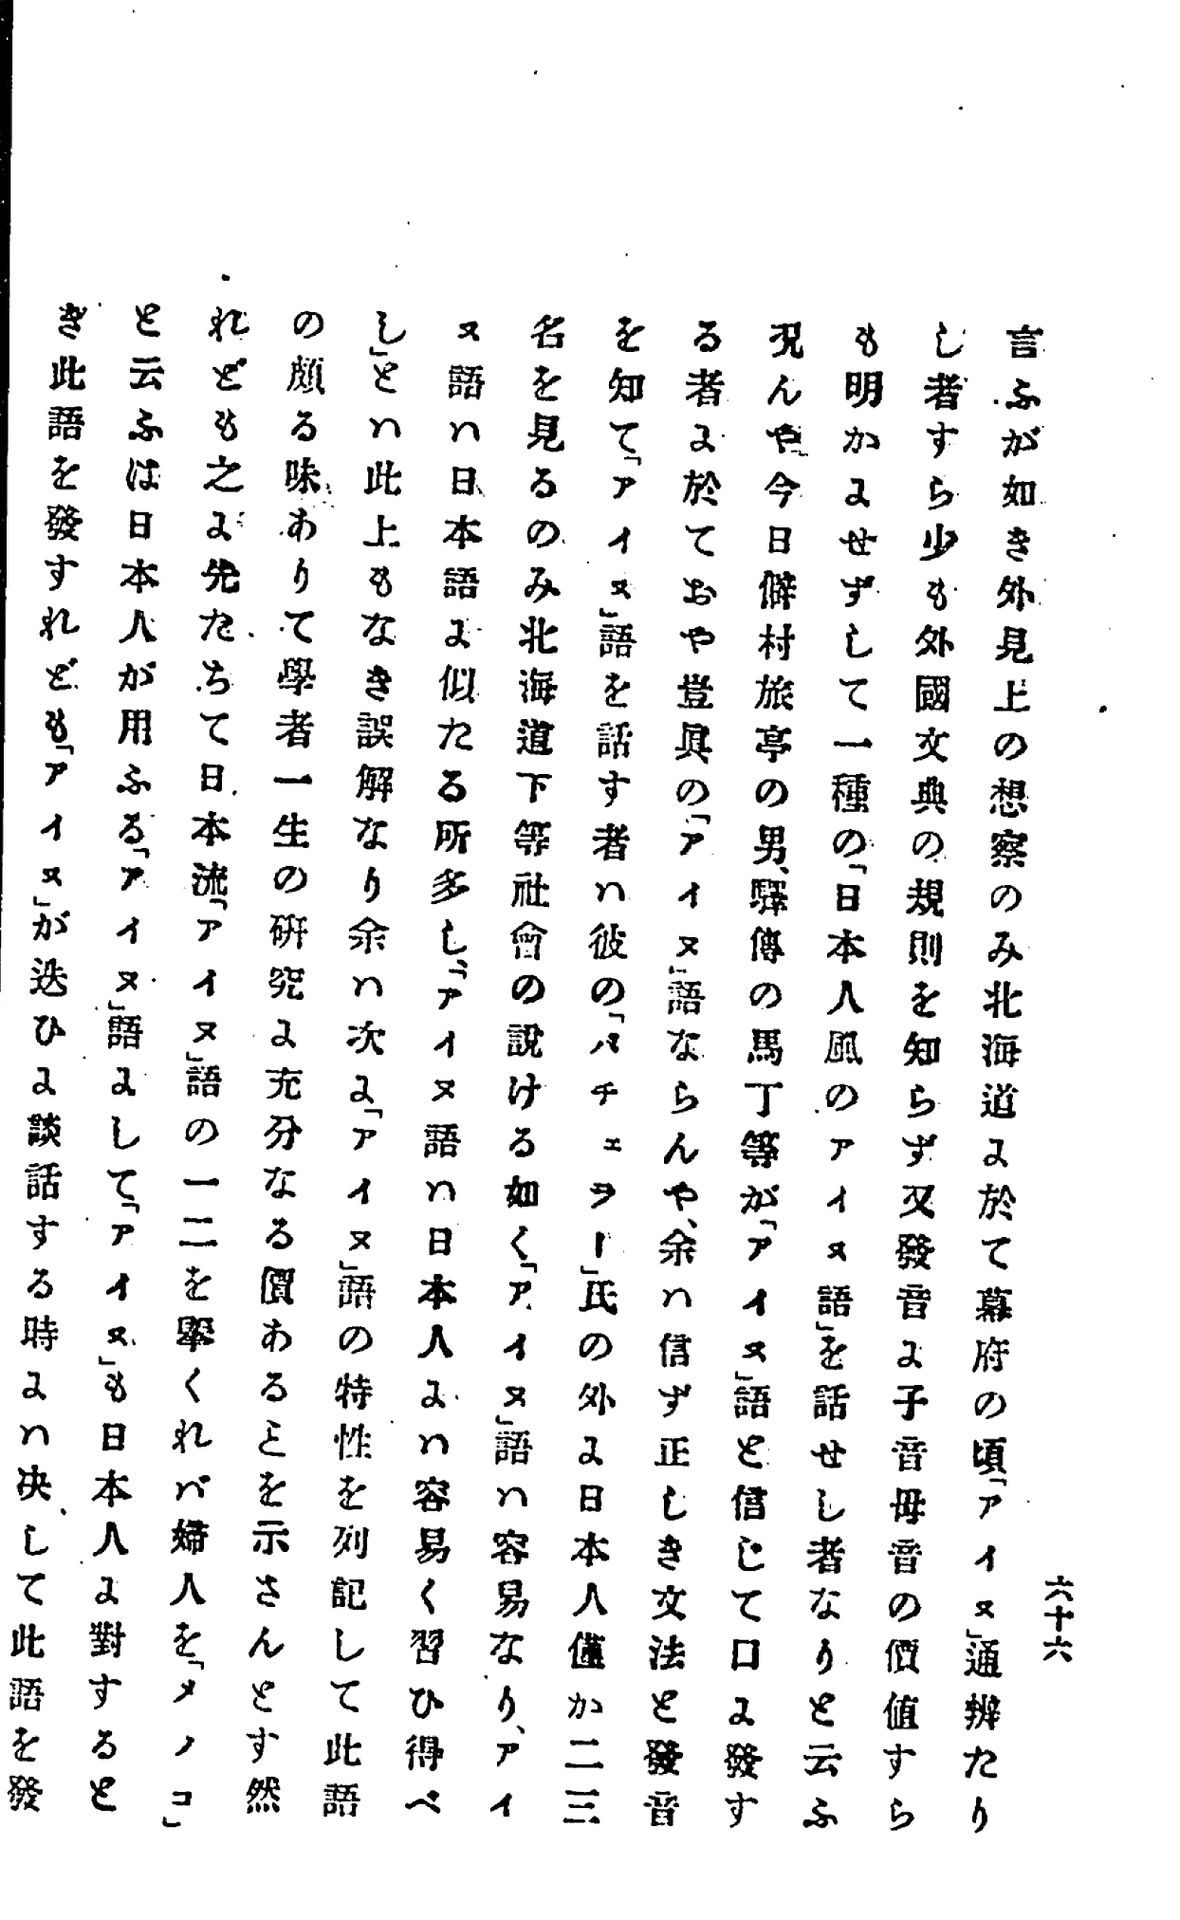 六十六
言ふが如き外見上の想察のみ北海道に於て幕府の頃「アイヌ」通辨たり
し者すら少も外國文典の規則を知らず又發音に子音母音の價値すら
も明かにせずして一種の「日本人風のアイヌ語」を話せし者なりと云ふ
况んや今日僻村旅亭の男、驛傳の馬丁等が「アイヌ」語と信じて口に發す
る者に於ておや豈眞の「アイヌ」語ならんや、余ハ信ず正しき文法と發音
を知て「アイヌ」語を話す者ハ彼の「バチェラー」氏の外に日本人僅か二三
名を見るのみ北海道下等社會の説ける如く「アイヌ」語ハ容易なり、アイ
ヌ語ハ日本語に似たる所多し、「アイヌ語ハ日本人にハ容易く習ひ得べ
し」とハ此上もなき誤解なり余ハ次に「アイヌ」語の特性を列記して此語
の頗る味ありて學者一生の研究に充分なる價あるヿを示さんとす然
れども之に先たちて日本流「アイヌ」語の一二を擧くれバ婦人を「メノコ」
と云ふは日本人が用ふる「アイヌ」語にして「アイヌ」も日本人に對すると
き此語を發すれども「アイヌ」が迭ひに談話する時にハ决して此語を發